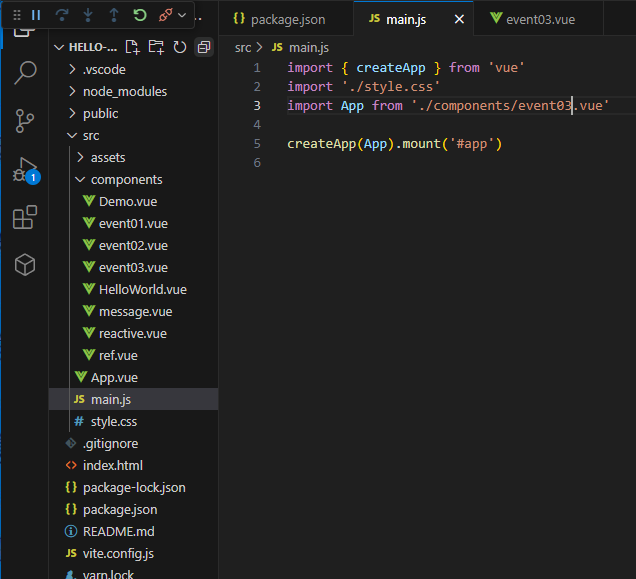 ...
package.json
main.js
event03.vue
HELLO-...
src > JS main.js
.vscode
node_modules
public
src
assets
components
Demo.vue
event01.vue
event02.vue
event03.vue
HelloWorld.vue
message.vue
reactive.vue
ref.vue
App.vue
JS main.js
# style.css
.gitignore
index.html
package-lock.json
package.json
README.md
JS vite.config.js
yarn.lock
1
1 import { createApp } from 'vue'
2 import './style.css'
3 import App from './components/event03.vue'
4
5 createApp(App).mount('#app')
6